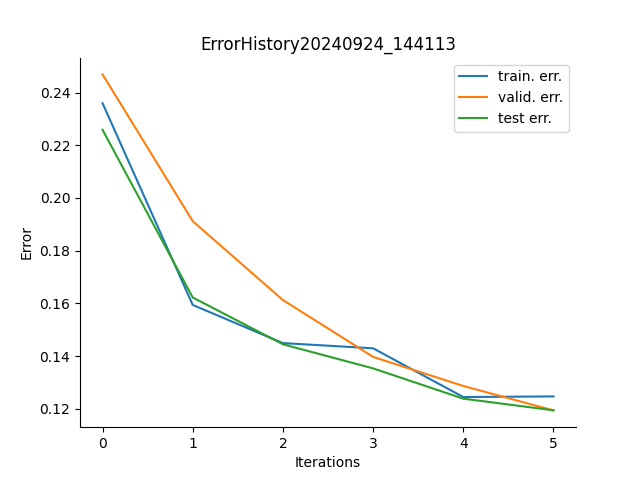 ErrorHistory20240924_144113
train. err.
valid. err.
test err.
Error
0.24
0.22
0.20
0.18
0.16
0.14
0.12
0 1 2 3 4 5
Iterations